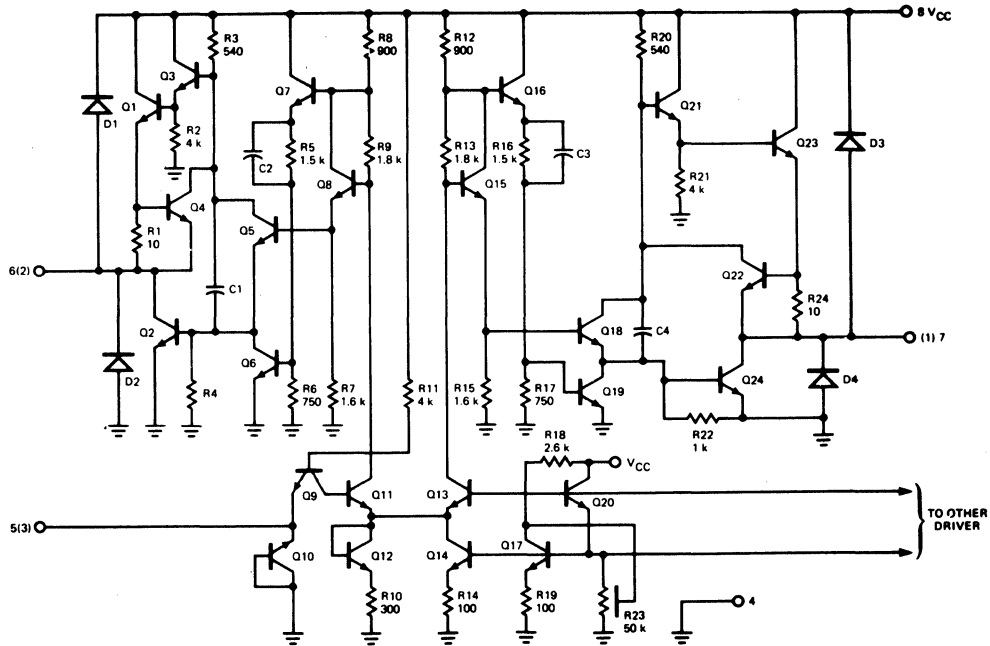 8 VCC
R3
540
Q3
Q1
R2
4 k
D1
Q7
R8
900
R12
900
Q16
R20
540
Q21
Q23
D3
C2
R5
1.5 k
R9
1.8 k
R13
1.8 k
R16
1.5 k
C3
Q8
Q15
R21
4 k
Q4
R1
10
Q5
6(2)
C1
Q22
R24
10
Q2
Q18
C4
(1) 7
D2
Q6
Q19
Q24
D4
R4
R6
750
R7
1.6 k
R11
4 k
R15
1.6 k
R17
750
R22
1 k
R18
2.6 k
VCC
Q9
Q11
Q13
Q20
5(3)
TO OTHER
DRIVER
Q10
Q12
Q14
Q17
R10
300
R14
100
R19
100
R23
50 k
4